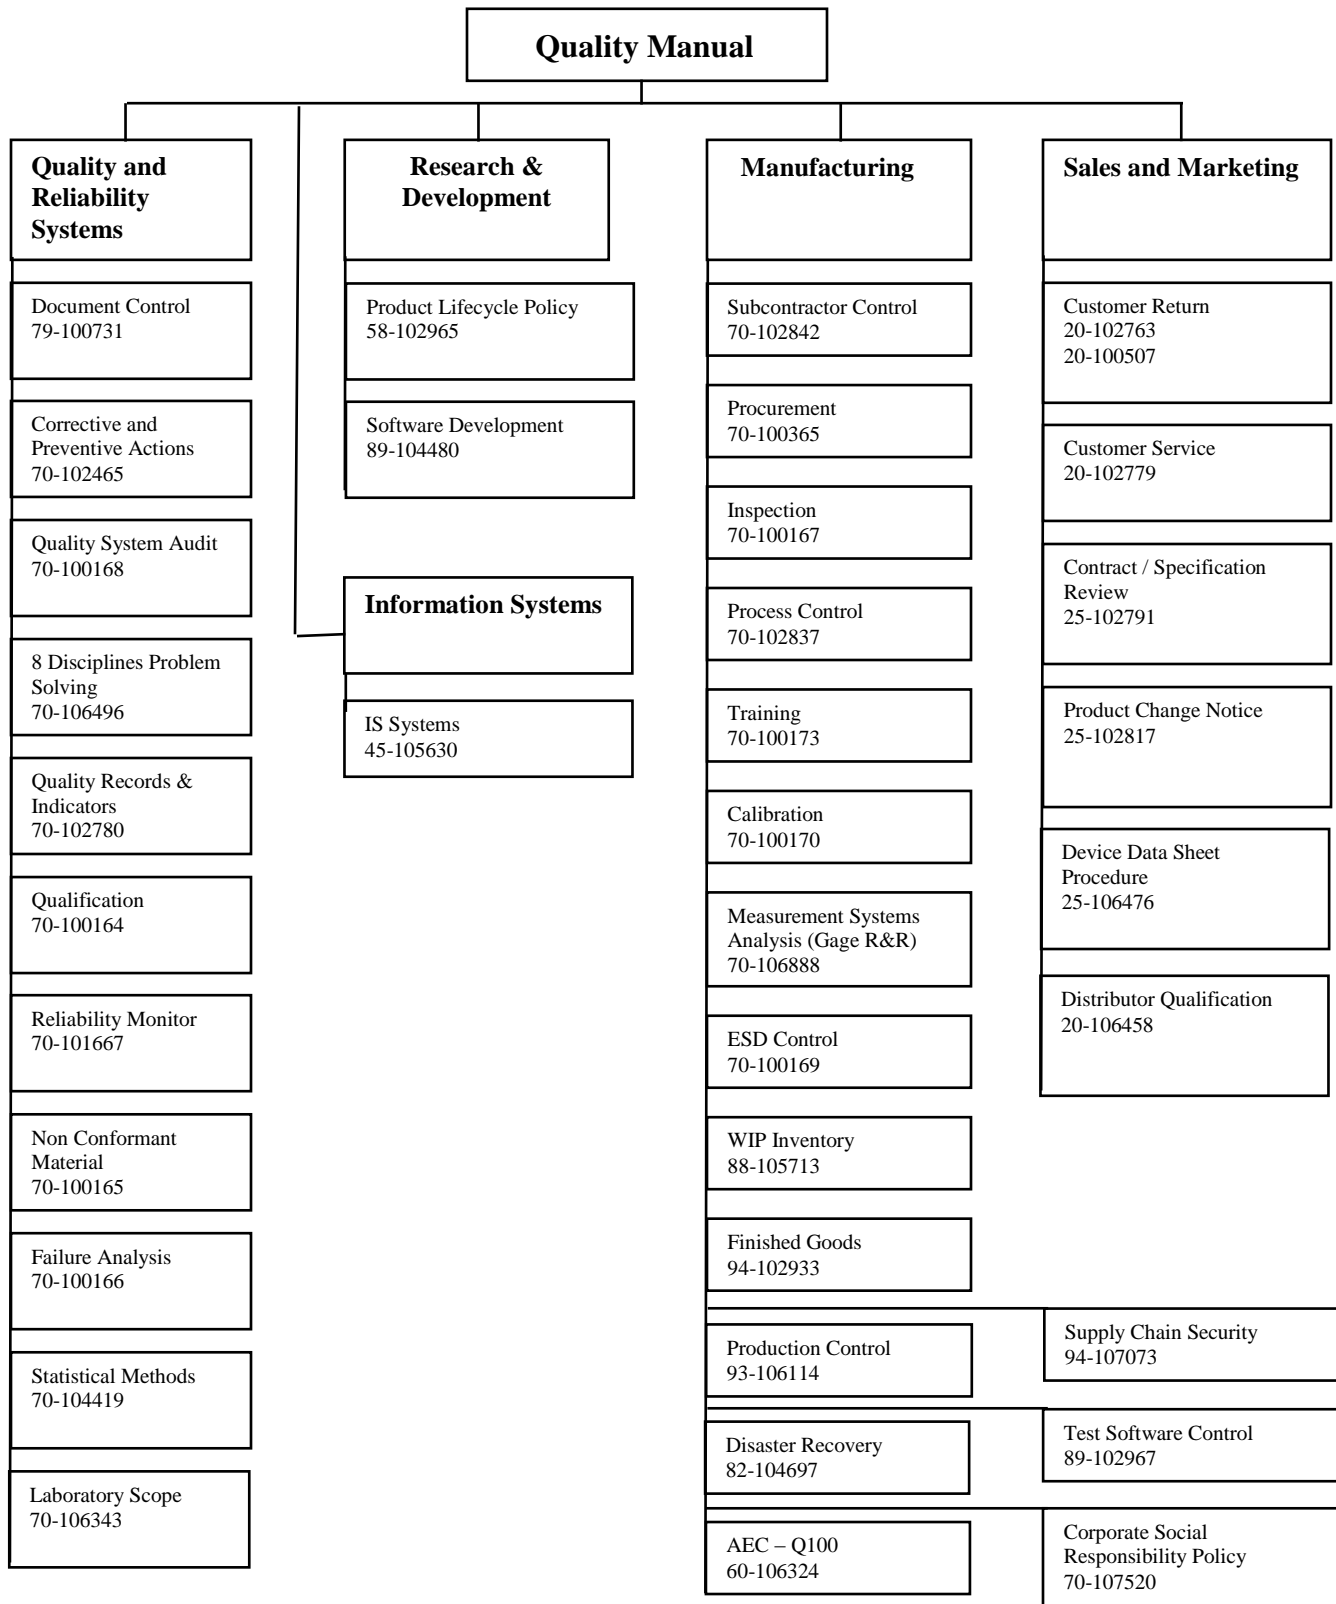 Quality Manual
Quality and
Reliability
Systems
Document Control
79-100731
Corrective and
Preventive Actions
70-102465
Quality System Audit
70-100168
8 Disciplines Problem
Solving
70-106496
Quality Records &
Indicators
70-102780
Qualification
70-100164
Reliability Monitor
70-101667
Non Conformant
Material
70-100165
Failure Analysis
70-100166
Statistical Methods
70-104419
Laboratory Scope
70-106343
Research &
Development
Product Lifecycle Policy
58-102965
Software Development
89-104480
Information Systems
IS Systems
45-105630
Manufacturing
Subcontractor Control
70-102842
Procurement
70-100365
Inspection
70-100167
Process Control
70-102837
Training
70-100173
Calibration
70-100170
Measurement Systems
Analysis (Gage R&R)
70-106888
ESD Control
70-100169
WIP Inventory
88-105713
Finished Goods
94-102933
Production Control
93-106114
Disaster Recovery
82-104697
AEC – Q100
60-106324
Supply Chain Security
94-107073
Test Software Control
89-102967
Corporate Social
Responsibility Policy
70-107520
Sales and Marketing
Customer Return
20-102763
20-100507
Customer Service
20-102779
Contract / Specification
Review
25-102791
Product Change Notice
25-102817
Device Data Sheet
Procedure
25-106476
Distributor Qualification
20-106458